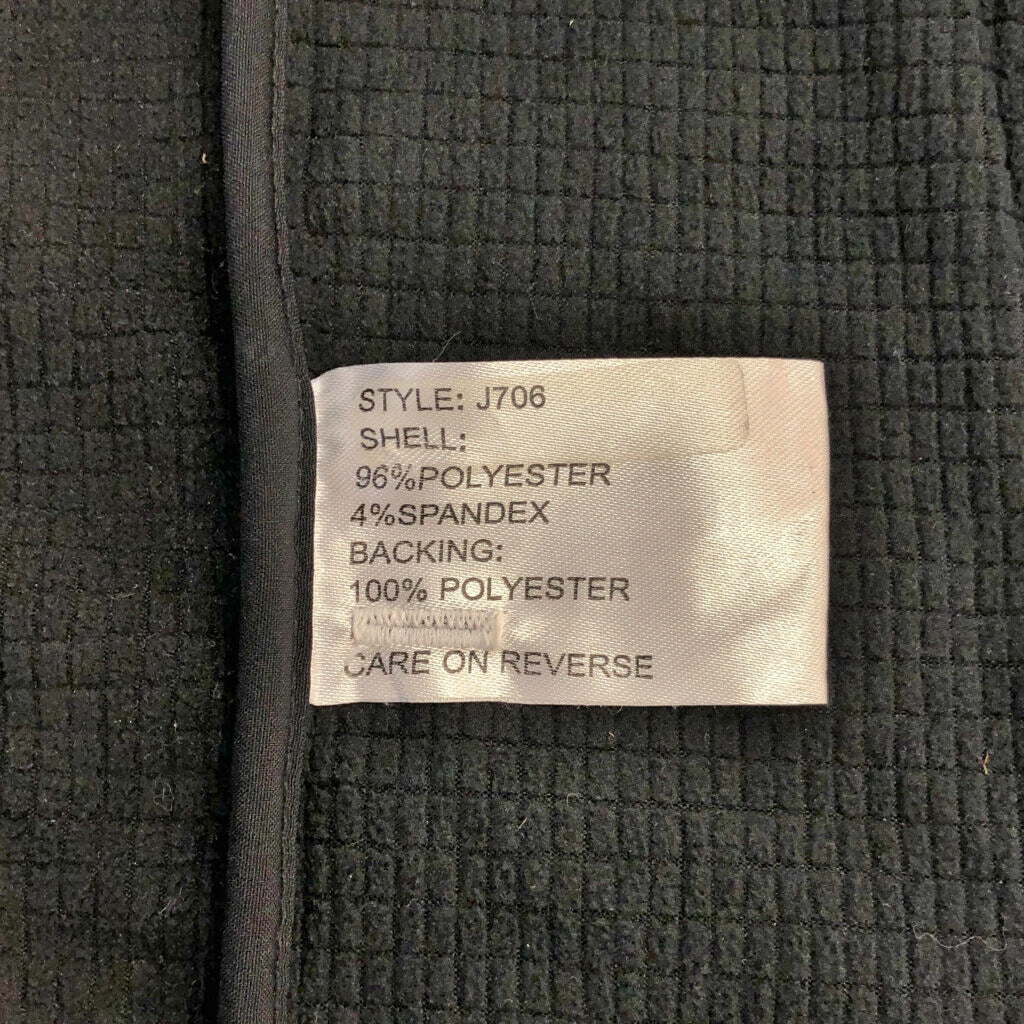 STYLE: J706
SHELL:
96%POLYESTER
4%SPANDEX
BACKING:
100% POLYESTER
CARE ON REVERSE